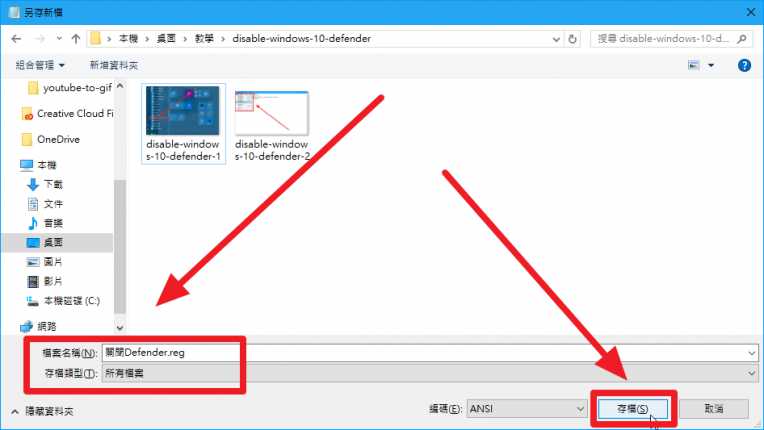 另存新檔
本機 › 桌面 › 教學 › disable-windows-10-defender
搜尋 disable-windows-10-d...
組合管理
新增資料夾
youtube-to-gif
Creative Cloud Fi
OneDrive
本機
下載
文件
音樂
桌面
圖片
影片
本機磁碟 (C:)
網路
disable-window
s-10-defender-1
disable-window
s-10-defender-2
檔案名稱(N): 關閉Defender.reg
存檔類型(T): 所有檔案
隱藏資料夾
編碼(E): ANSI
存檔(S)
取消